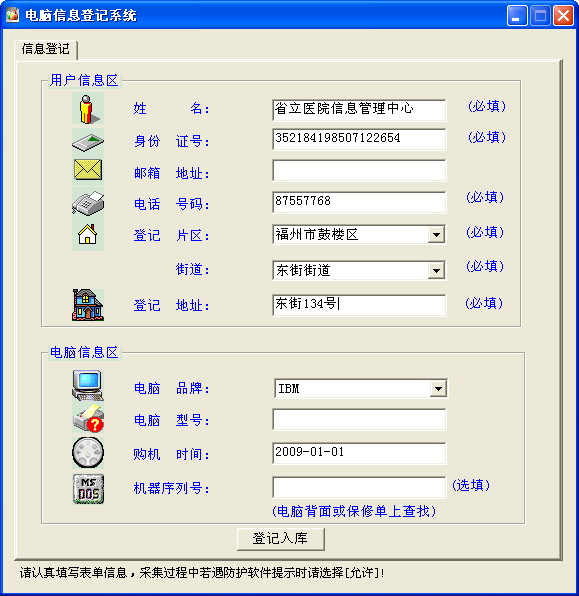 电脑信息登记系统
信息登记
用户信息区
姓 名： 省立医院信息管理中心 (必填)
身份 证号： 352184198507122654 (必填)
邮箱 地址：
电话 号码： 87557768 (必填)
登记 片区： 福州市鼓楼区 (必填)
街道： 东街街道 (必填)
登记 地址： 东街134号 (必填)
电脑信息区
电脑 品牌： IBM
电脑 型号：
购机 时间： 2009-01-01
MS DOS 机器序列号： (选填)
(电脑背面或保修单上查找)
登记入库
请认真填写表单信息，采集过程中若遇防护软件提示时请选择[允许]!